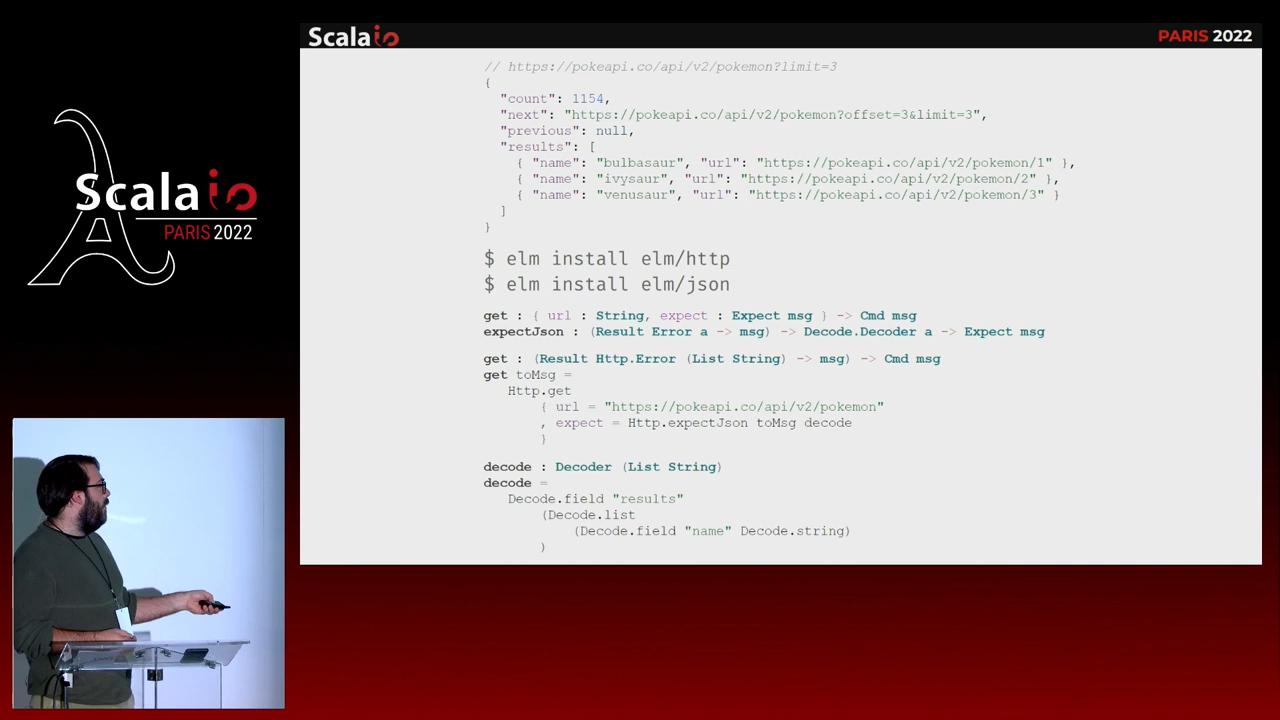 Scalaio
PARIS 2022
Scalaio
PARIS 2022
// https://pokeapi.co/api/v2/pokemon?limit=3
{
"count": 1154,
"next": "https://pokeapi.co/api/v2/pokemon?offset=3&limit=3",
"previous": null,
"results": [
{ "name": "bulbasaur", "url": "https://pokeapi.co/api/v2/pokemon/1" },
{ "name": "ivysaur", "url": "https://pokeapi.co/api/v2/pokemon/2" },
{ "name": "venusaur", "url": "https://pokeapi.co/api/v2/pokemon/3" }
]
}
$ elm install elm/http
$ elm install elm/json
get : { url : String, expect : Expect msg } -> Cmd msg
expectJson : (Result Error a -> msg) -> Decode.Decoder a -> Expect msg
get : (Result Http.Error (List String) -> msg) -> Cmd msg
get toMsg =
Http.get
{ url = "https://pokeapi.co/api/v2/pokemon"
, expect = Http.expectJson toMsg decode
}
decode : Decoder (List String)
decode =
Decode.field "results"
(Decode.list
(Decode.field "name" Decode.string)
)